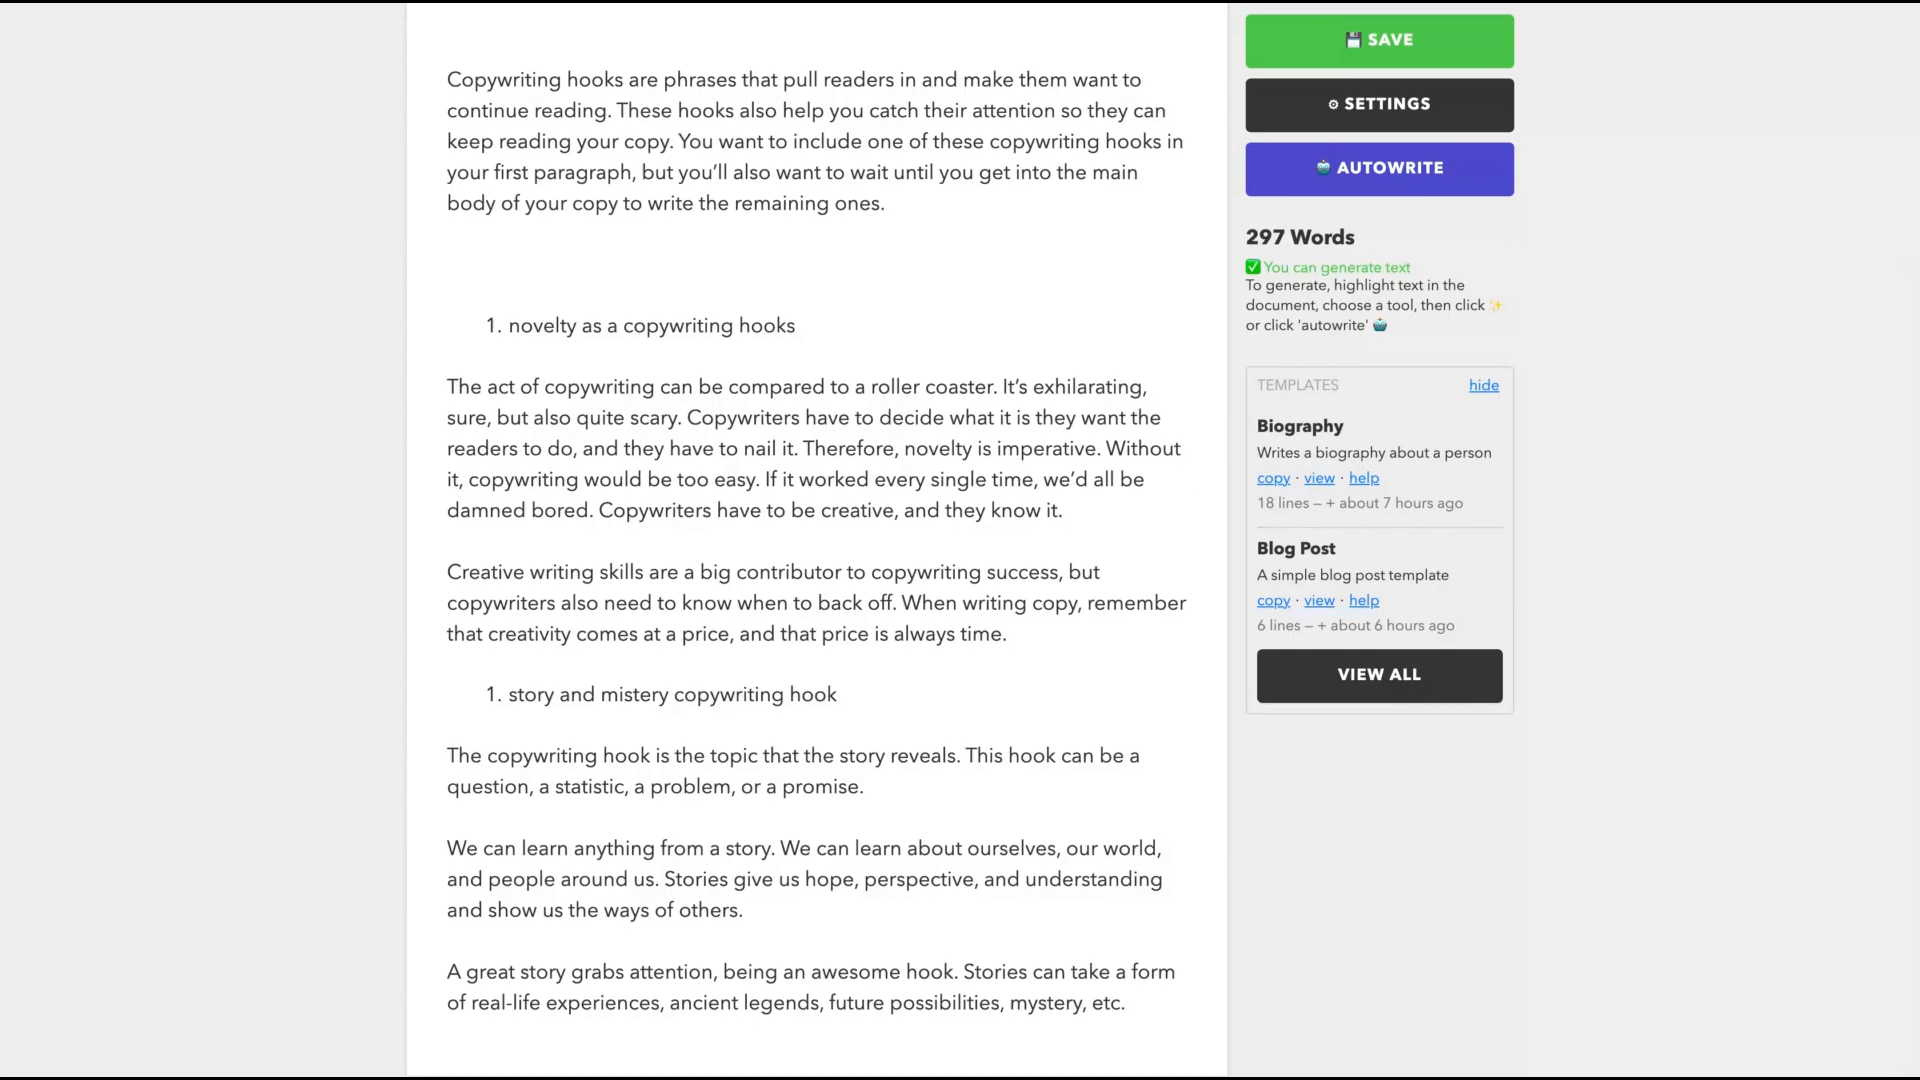 Copywriting hooks are phrases that pull readers in and make them want to
continue reading. These hooks also help you catch their attention so they can
keep reading your copy. You want to include one of these copywriting hooks in
your first paragraph, but you’ll also want to wait until you get into the main
body of your copy to write the remaining ones.
1. novelty as a copywriting hooks
The act of copywriting can be compared to a roller coaster. It’s exhilarating,
sure, but also quite scary. Copywriters have to decide what it is they want the
readers to do, and they have to nail it. Therefore, novelty is imperative. Without
it, copywriting would be too easy. If it worked every single time, we’d all be
damned bored. Copywriters have to be creative, and they know it.
Creative writing skills are a big contributor to copywriting success, but
copywriters also need to know when to back off. When writing copy, remember
that creativity comes at a price, and that price is always time.
1. story and mistery copywriting hook
The copywriting hook is the topic that the story reveals. This hook can be a
question, a statistic, a problem, or a promise.
We can learn anything from a story. We can learn about ourselves, our world,
and people around us. Stories give us hope, perspective, and understanding
and show us the ways of others.
A great story grabs attention, being an awesome hook. Stories can take a form
of real-life experiences, ancient legends, future possibilities, mystery, etc.
💾 SAVE
⚙ SETTINGS
🤖 AUTOWRITE
297 Words
✅ You can generate text
To generate, highlight text in the
document, choose a tool, then click ✨
or click 'autowrite' 🤖
TEMPLATES hide
Biography
Writes a biography about a person
copy · view · help
18 lines – + about 7 hours ago
Blog Post
A simple blog post template
copy · view · help
6 lines – + about 6 hours ago
VIEW ALL